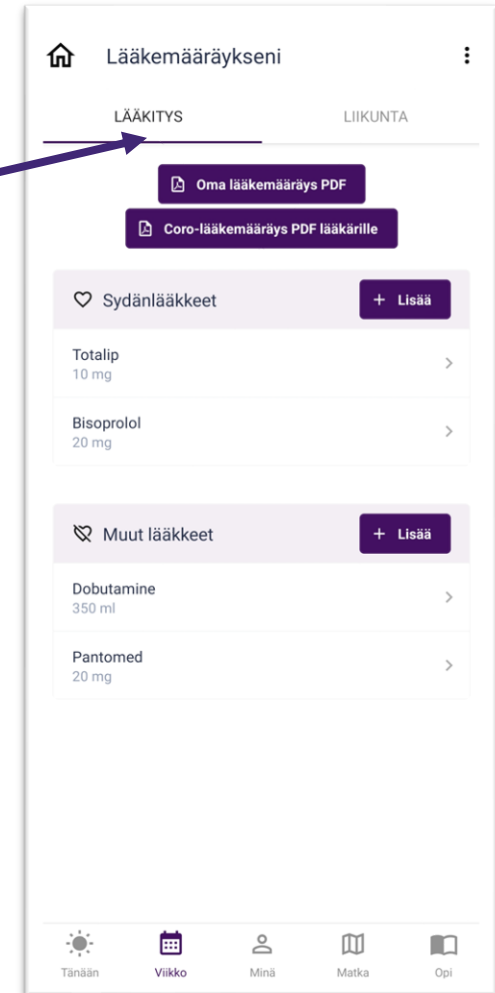 Lääkemääräykseni
LÄÄKITYS LIIKUNTA
Oma lääkemääräys PDF
Coro-lääkemääräys PDF lääkärille
Sydänlääkkeet + Lisää
Totalip
10 mg
Bisoprolol
20 mg
Muut lääkkeet + Lisää
Dobutamine
350 ml
Pantomed
20 mg
Tänään Viikko Minä Matka Opi